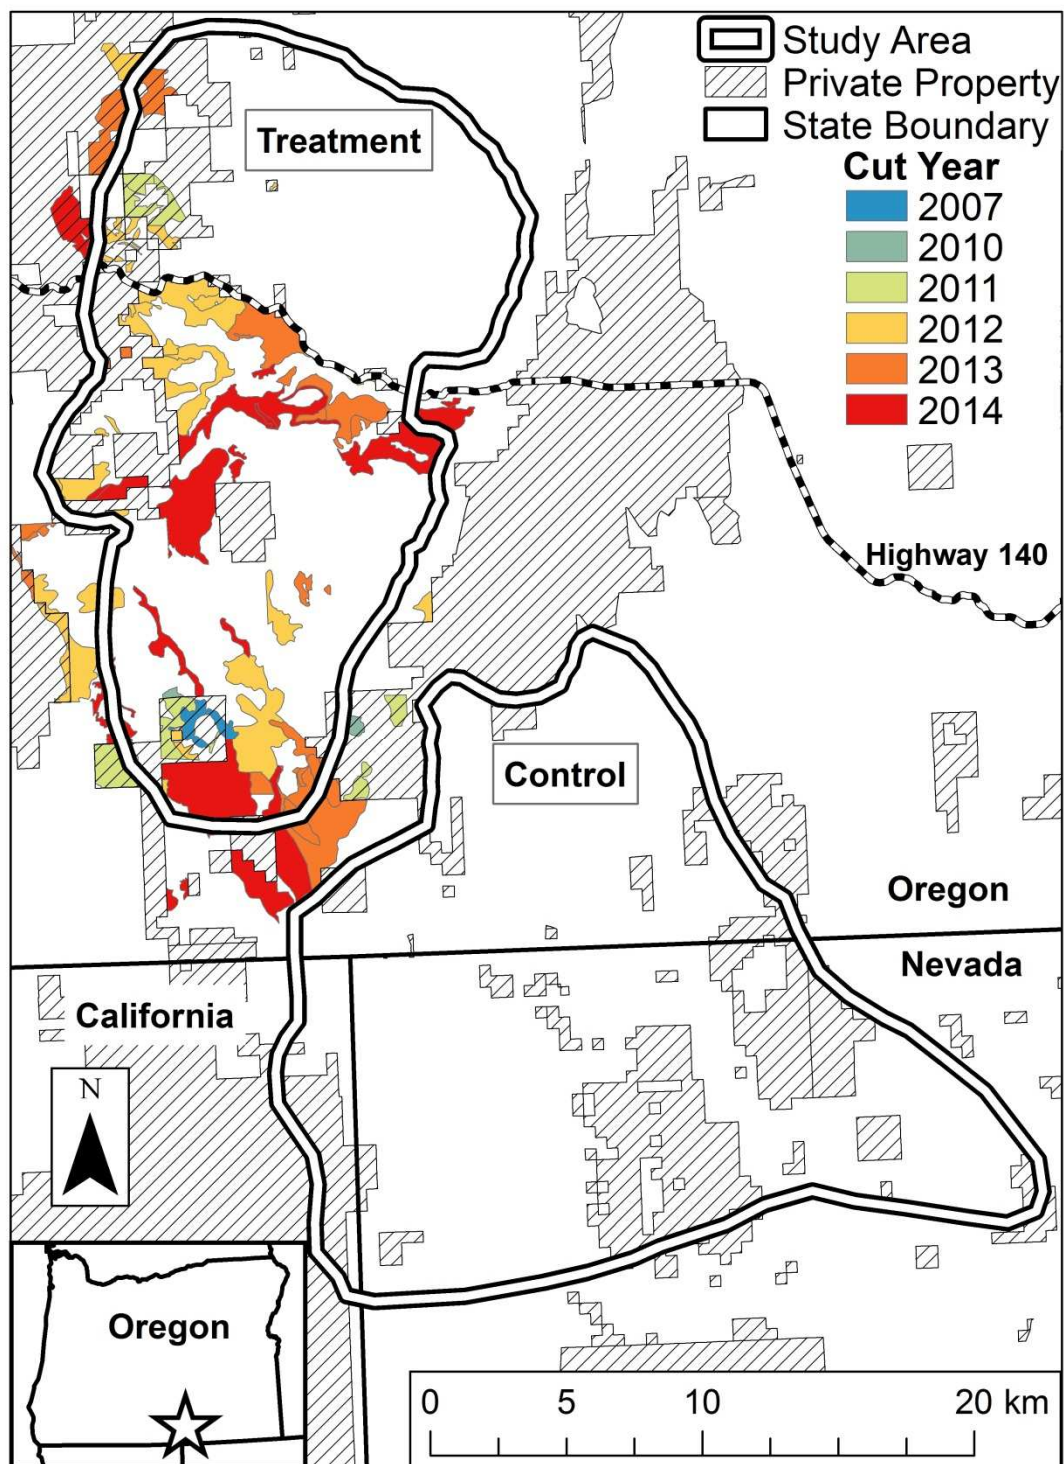 Study Area
Private Property
State Boundary
Treatment
Cut Year
2007
2010
2011
2012
2013
2014
Highway 140
Control
Oregon
Nevada
California
N
Oregon
0 5 10 20 km